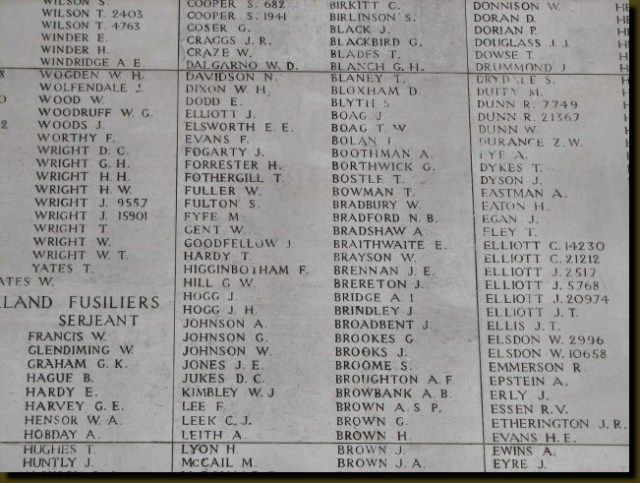 WILSON S.
WILSON T. 2403
WILSON T. 4763
WINDER E.
WINDER H.
WINDRIDGE A. E.
WOGDEN W. H.
WOLFENDALE J.
WOOD W.
WOODRUFF W. G.
WOODS J.
WORTHY F.
WRIGHT D. C.
WRIGHT G. H.
WRIGHT H. H.
WRIGHT H. W.
WRIGHT J. 9557
WRIGHT J. 15901
WRIGHT T.
WRIGHT W.
WRIGHT W. T.
YATES T.
ATES W.
LAND FUSILIERS
SERJEANT
FRANCIS W.
GLENDIMING W.
GRAHAM G. K.
HAGUE B.
HARDY E.
HARVEY G. E.
HENSOR W. A.
HOBDAY A.
HUGHES T.
HUNTLY J.
COOPER S. 682
COOPER S. 1941
COSER G.
CRAGGS J. R.
CRAZE W.
DALGARNO W. D.
DAVIDSON N.
DIXON W. H.
DODD E.
ELLIOTT J.
ELSWORTH E. E.
EVANS F.
FOGARTY J.
FORRESTER H.
FOTHERGILL T.
FULLER W.
FULTON S.
FYFE M
GENT W.
GOODFELLOW J.
HARDY T.
HIGGINBOTHAM F.
HILL G. W.
HOGG J.
HOGG J. H.
JOHNSON A.
JOHNSON G.
JOHNSON W.
JONES J. E.
JUKES D. C.
KIMBLEY W. J
LEE F.
LEEK C. J.
LEITH A.
LYON H.
McCAIL M.
BIRKITT C.
BIRLINSON S.
BLACK J.
BLACKBIRD G.
BLADES T.
BLANCH G. H.
BLANEY T.
BLOXHAM D.
BLYTH S.
BOAG J
BOAG T. W.
BOLAN
BOOTHMAN A.
BORTHWICK G.
BOSTLE T.
BOWMAN T.
BRADBURY W.
BRADFORD N. B.
BRADSHAW A.
BRAITHWAITE E.
BRAYSON W.
BRENNAN J. E.
BRERETON J.
BRIDGE A
BRINDLEY J
BROADBENT J.
BROOKES G.
BROOKS J.
BROOME S.
BROUGHTON A. F
BROWBANK A. B.
BROWN A. S. P.
BROWN G.
BROWN H.
BROWN J.
BROWN J. A.
DONNISON W.
DORAN D.
DORIAN P.
DOUGLASS J. J.
DOWSE T.
DRUMMOND J.
DRYDALE S.
DUFFY M.
DUNN R. 7749
DUNN R. 21367
DUNN W.
DURANCE Z. W.
DYE A.
DYKES T.
DYSON J.
EASTMAN A.
EATON H.
EGAN J.
ELEY T.
ELLIOTT C. 14230
ELLIOTT C. 21212
ELLIOTT J. 2517
ELLIOTT J. 5768
ELLIOTT J. 20974
ELLIOTT J. T.
ELLIS J. T.
ELSDON W. 2996
ELSDON W. 10658
EMMERSON R.
EPSTEIN A.
ERLY J.
ESSEN R. V.
ETHERINGTON J. R.
EVANS H. E.
EWINS A.
EYRE J.